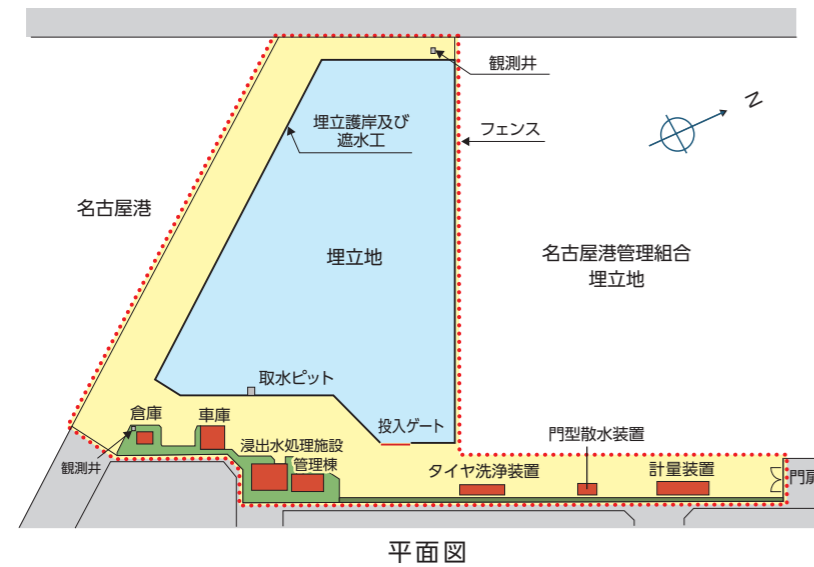 観測井
埋立護岸及び
遮水工
フェンス
N
名古屋港
埋立地
名古屋港管理組合
埋立地
取水ピット
倉庫
車庫
投入ゲート
門型散水装置
浸出水処理施設
管理棟
観測井
タイヤ洗浄装置
計量装置
門扉
平面図